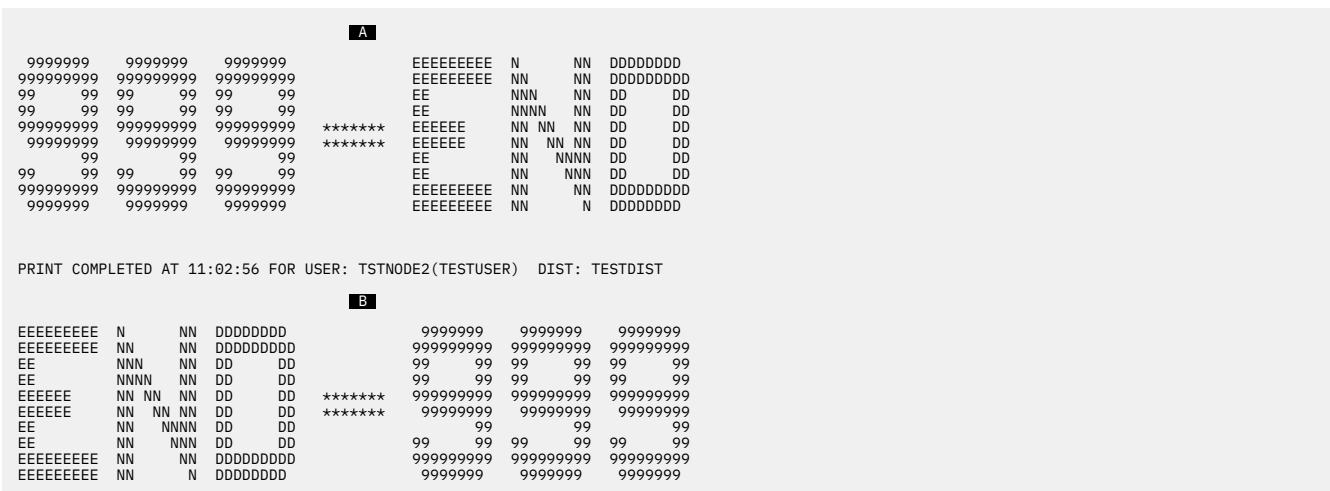 A
 9999999   9999999   9999999              EEEEEEEEE  N      NN  DDDDDDDD
999999999  999999999  999999999             EEEEEEEEE  NN     NN  DDDDDDDDD
99     99  99     99  99     99             EE         NNN    NN  DD     DD
99     99  99     99  99     99             EE         NNNN   NN  DD     DD
999999999  999999999  999999999   *******   EEEEEE     NN NN  NN  DD     DD
 99999999   99999999   99999999   *******   EEEEEE     NN  NN NN  DD     DD
       99         99         99             EE         NN   NNNN  DD     DD
99     99  99     99  99     99             EE         NN    NNN  DD     DD
999999999  999999999  999999999             EEEEEEEEE  NN     NN  DDDDDDDDD
 9999999    9999999    9999999              EEEEEEEEE  NN      N  DDDDDDDD
PRINT COMPLETED AT 11:02:56 FOR USER: TSTNODE2(TESTUSER)  DIST: TESTDIST
B
EEEEEEEEE  N      NN  DDDDDDDD               9999999    9999999    9999999
EEEEEEEEE  NN     NN  DDDDDDDDD             999999999  999999999  999999999
EE         NNN    NN  DD     DD             99     99  99     99  99     99
EE         NNNN   NN  DD     DD             99     99  99     99  99     99
EEEEEE     NN NN  NN  DD     DD   *******   999999999  999999999  999999999
EEEEEE     NN  NN NN  DD     DD   *******    99999999   99999999   99999999
EE         NN   NNNN  DD     DD                    99         99         99
EE         NN    NNN  DD     DD             99     99  99     99  99     99
EEEEEEEEE  NN     NN  DDDDDDDDD             999999999  999999999  999999999
EEEEEEEEE  NN      N  DDDDDDDD               9999999    9999999    9999999